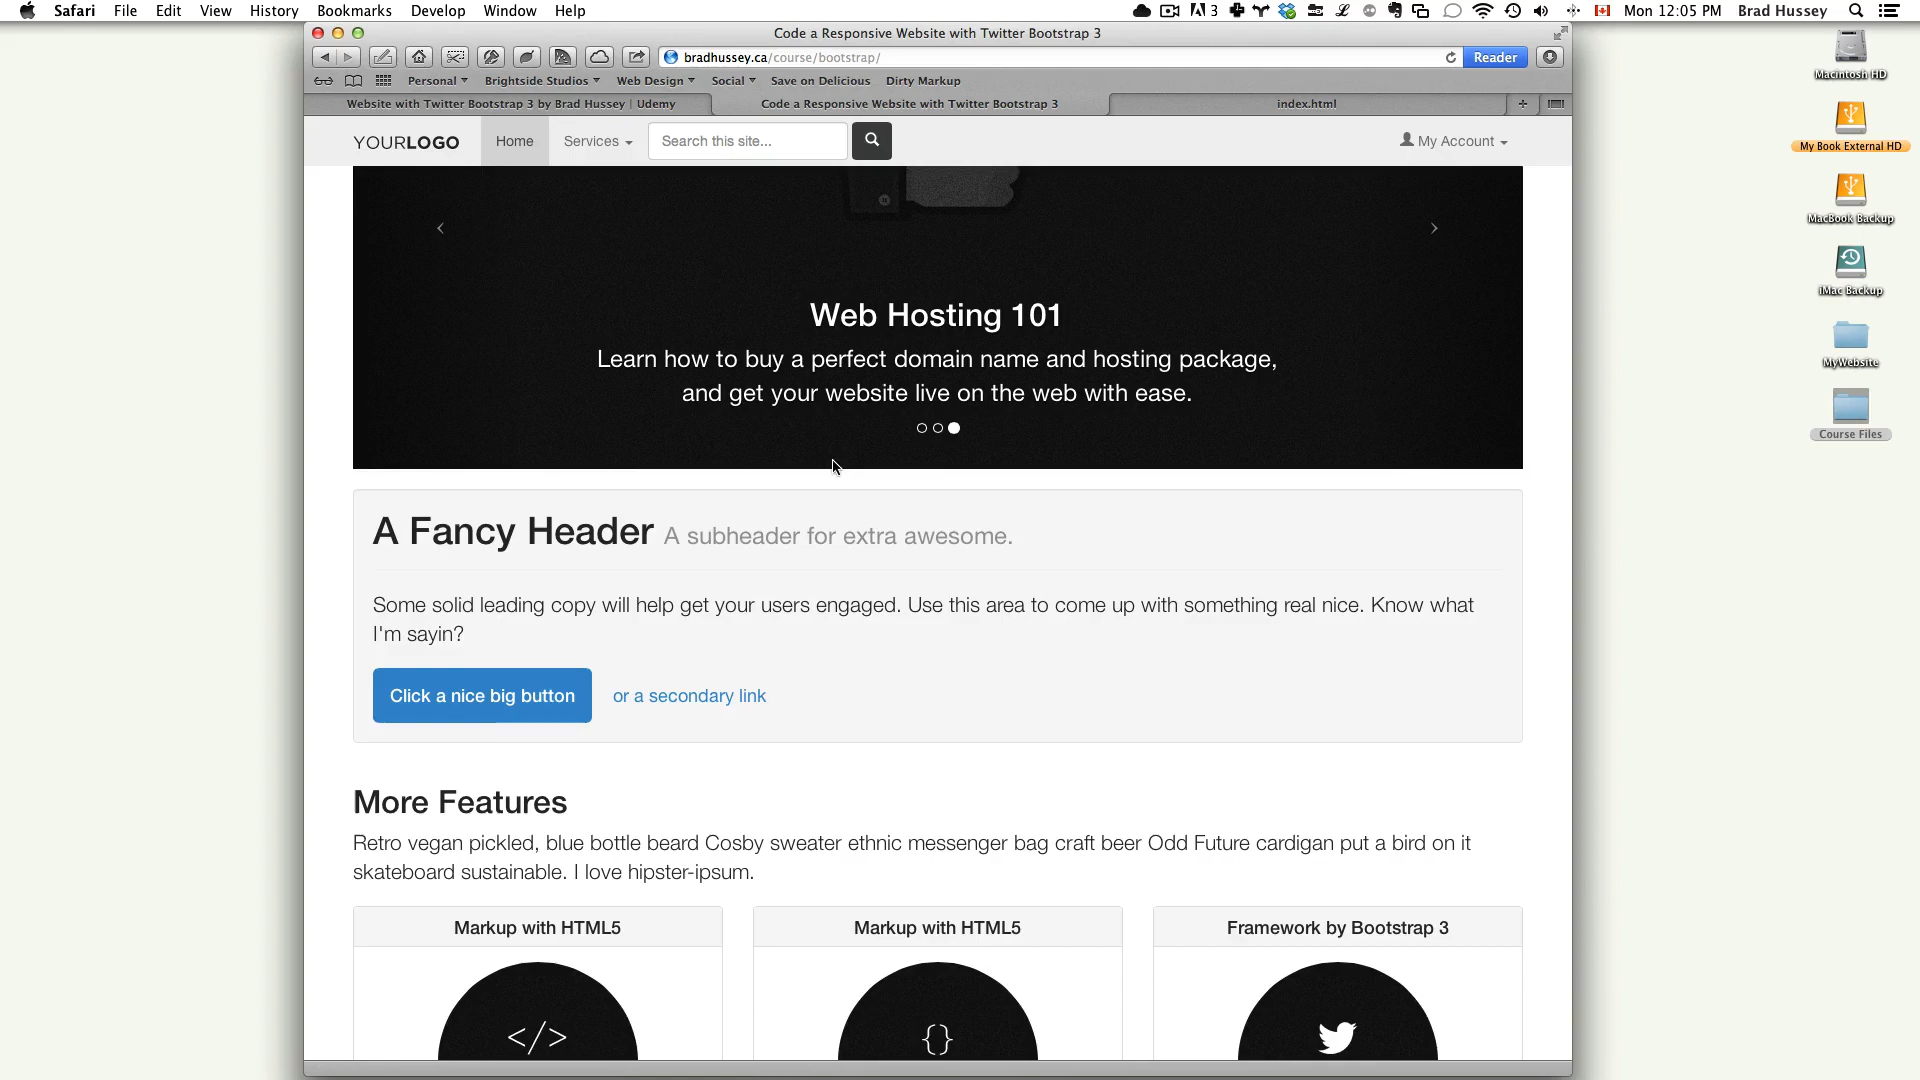 Safari File Edit View History Bookmarks Develop Window Help 3 Mon 12:05 PM Brad Hussey
Code a Responsive Website with Twitter Bootstrap 3
bradhussey.ca/course/bootstrap/ Reader
Personal Brightside Studios Web Design Social Save on Delicious Dirty Markup
Website with Twitter Bootstrap 3 by Brad Hussey | Udemy Code a Responsive Website with Twitter Bootstrap 3 index.html
YOURLOGO Home Services Search this site... My Account
Web Hosting 101
Learn how to buy a perfect domain name and hosting package,
and get your website live on the web with ease.
A Fancy Header A subheader for extra awesome.
Some solid leading copy will help get your users engaged. Use this area to come up with something real nice. Know what
I'm sayin?
Click a nice big button or a secondary link
More Features
Retro vegan pickled, blue bottle beard Cosby sweater ethnic messenger bag craft beer Odd Future cardigan put a bird on it
skateboard sustainable. I love hipster-ipsum.
Markup with HTML5 Markup with HTML5 Framework by Bootstrap 3
</> {}
Macintosh HD
My Book External HD
MacBook Backup
iMac Backup
MyWebsite
Course Files